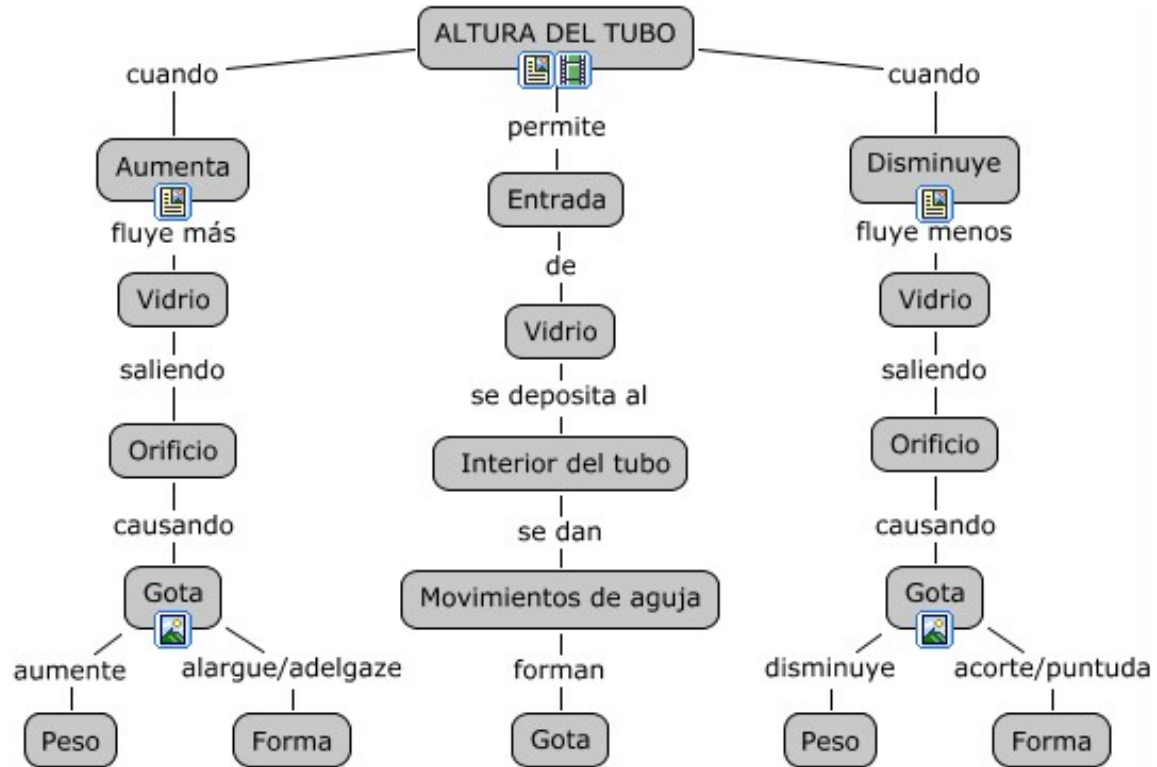 ALTURA DEL TUBO
cuando
Aumenta
fluye más
Vidrio
saliendo
Orificio
causando
Gota
aumente
Peso
alargue/adelgaze
Forma
permite
Entrada
de
Vidrio
se deposita al
Interior del tubo
se dan
Movimientos de aguja
forman
Gota
cuando
Disminuye
fluye menos
Vidrio
saliendo
Orificio
causando
Gota
disminuye
Peso
acorte/puntuda
Forma